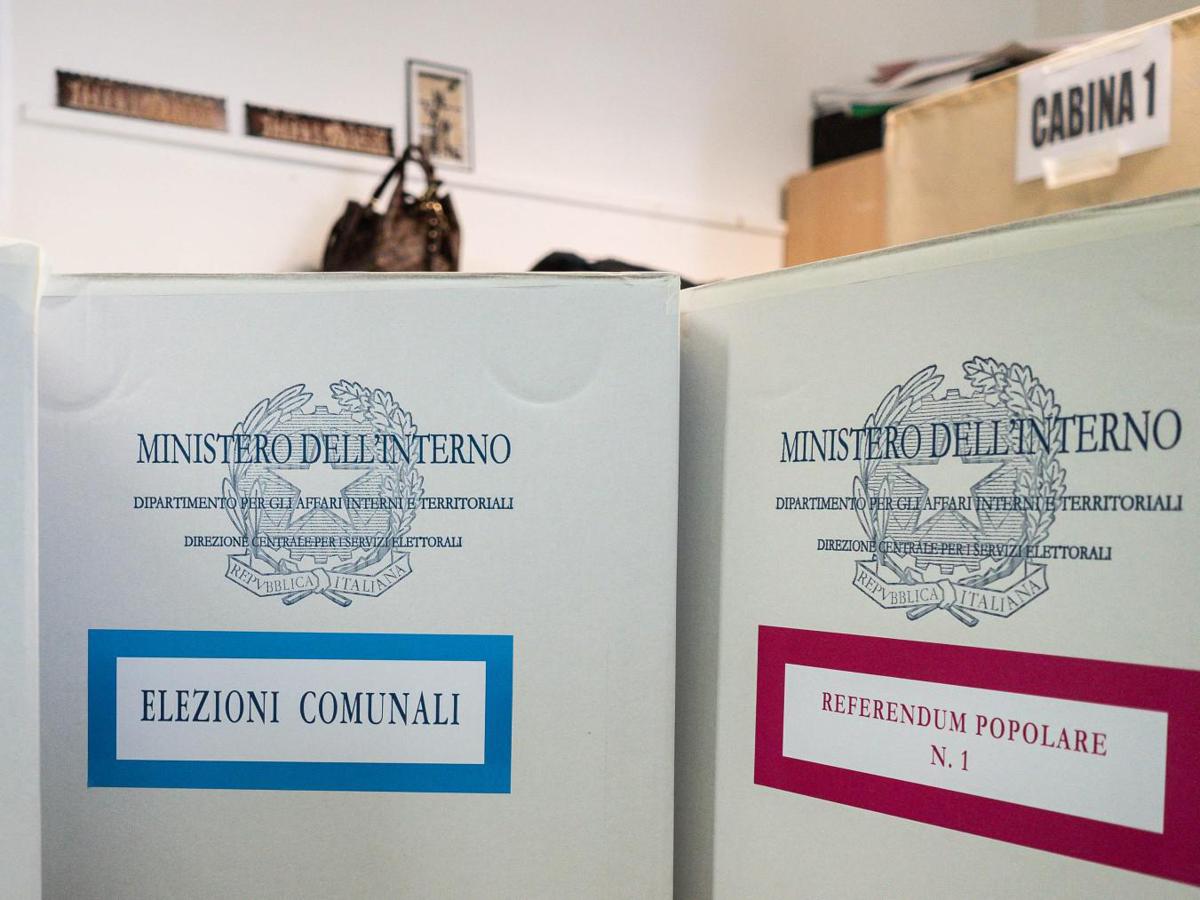 CABINA 1
MINISTERO DELL'INTERNO
DIPARTIMENTO PER GLI AFFARI INTERNI E TERRITORIALI
DIREZIONE CENTRALE PER I SERVIZI ELETTORALI
REPVBBLICA ITALIANA
ELEZIONI COMUNALI
MINISTERO DELL'INTERNO
DIPARTIMENTO PER GLI AFFARI INTERNI E TERRITORIALI
DIREZIONE CENTRALE PER I SERVIZI ELETTORALI
REPVBBLICA ITALIANA
REFERENDUM POPOLARE
N. 1